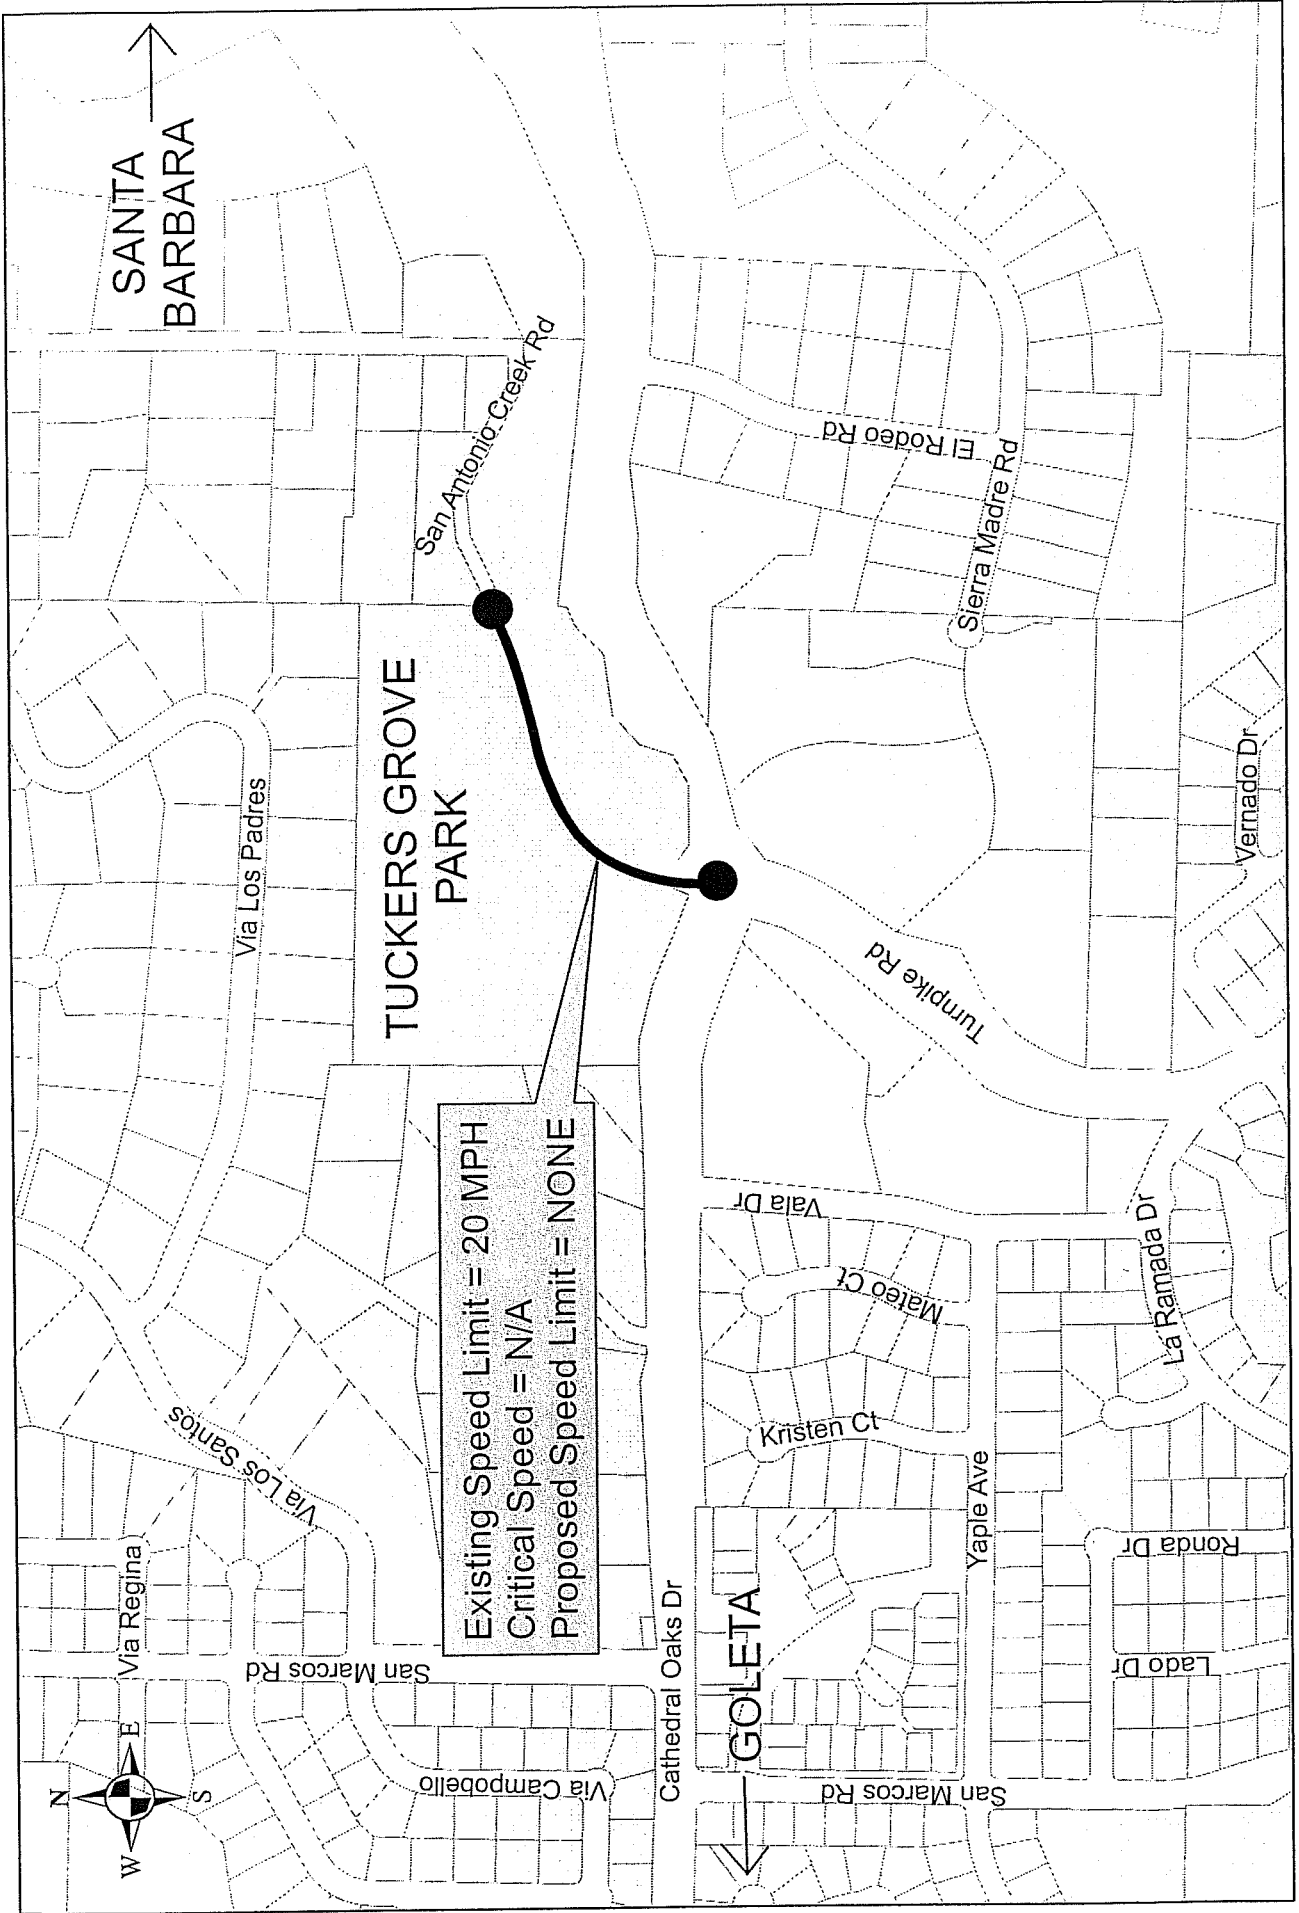 SANTA
BARBARA
San Antonio Creek Rd
El Rodeo Rd
Sierra Madre Rd
TUCKERS GROVE
PARK
Via Los Padres
Vernado Dr
Turnpike Rd
Existing Speed Limit = 20 MPH
Critical Speed = N/A
Proposed Speed Limit = NONE
Vala Dr
Mateo Ct
La Ramada Dr
Kristen Ct
Via Los Santos
Yaple Ave
Ronda Dr
Via Regina
San Marcos Rd
Cathedral Oaks Dr
GOLETA
Lado Dr
Via Campobello
San Marcos Rd
N
E
S
W